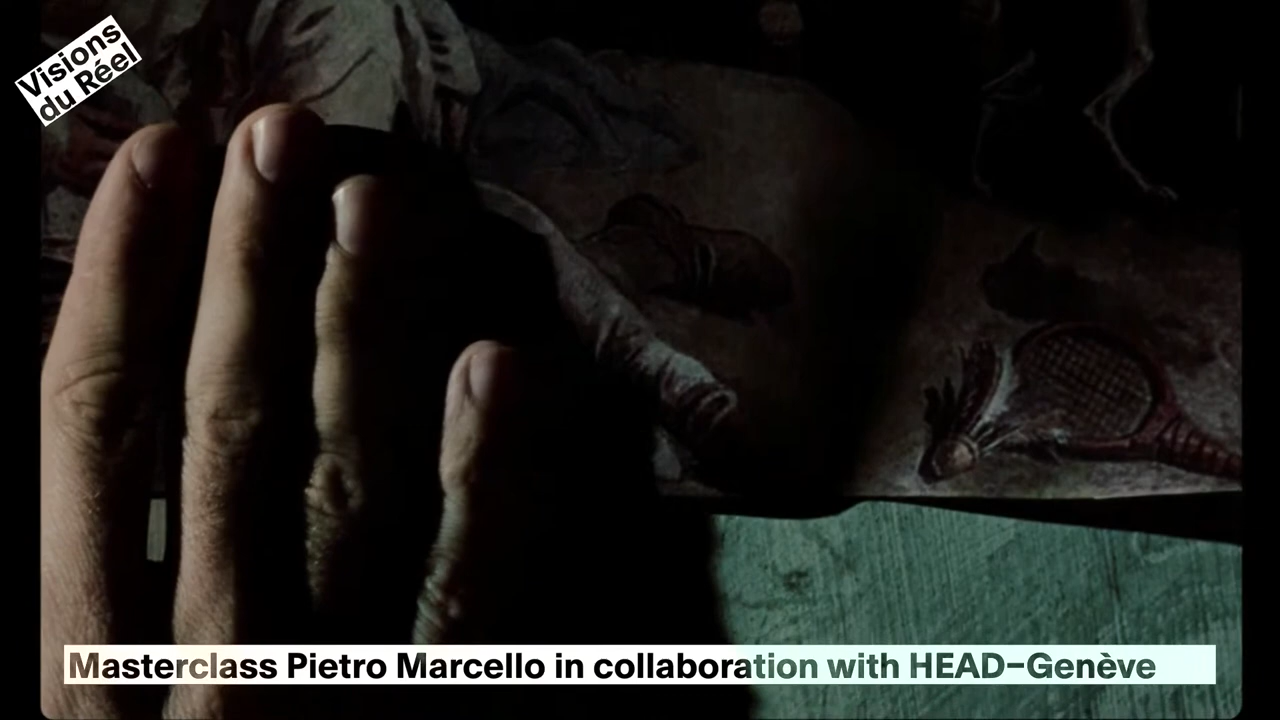 Visions
du Réel
Masterclass Pietro Marcello in collaboration with HEAD–Genève